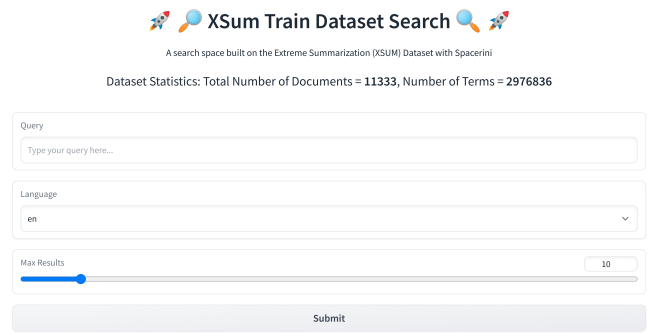 🚀 🔎 XSum Train Dataset Search 🔍 🚀
A search space built on the Extreme Summarization (XSUM) Dataset with Spacerini
Dataset Statistics: Total Number of Documents = 11333, Number of Terms = 2976836
Query
Type your query here...
Language
en
Max Results
10
Submit